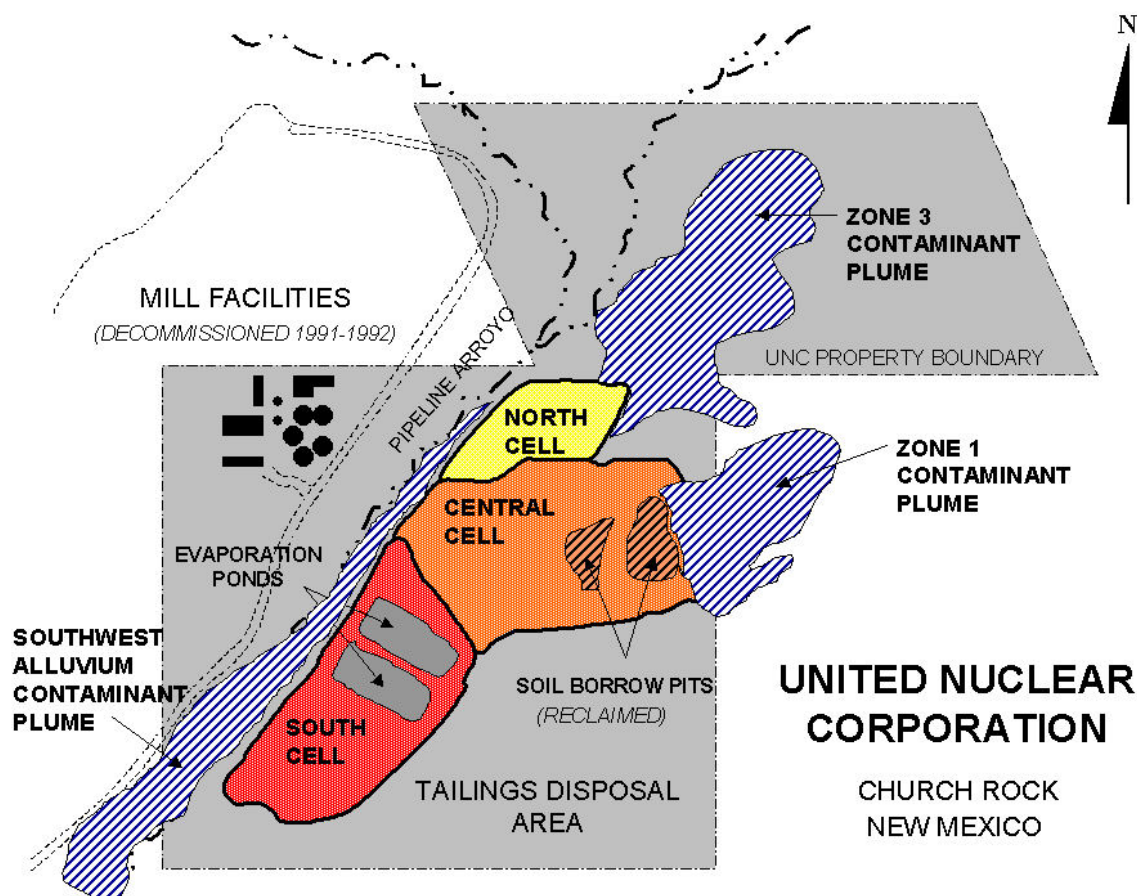 N
ZONE 3
CONTAMINANT
PLUME
MILL FACILITIES
(DECOMMISSIONED 1991-1992)
PIPELINE ARROYO
UNC PROPERTY BOUNDARY
NORTH
CELL
ZONE 1
CONTAMINANT
PLUME
CENTRAL
CELL
EVAPORATION
PONDS
SOUTHWEST
ALLUVIUM
CONTAMINANT
PLUME
SOIL BORROW PITS
(RECLAIMED)
SOUTH
CELL
UNITED NUCLEAR
CORPORATION
TAILINGS DISPOSAL
AREA
CHURCH ROCK
NEW MEXICO